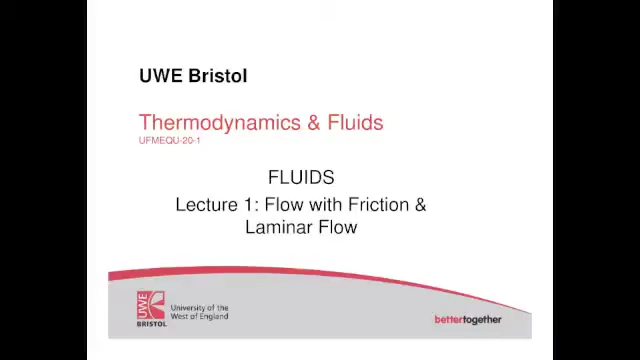 UWE Bristol
Thermodynamics & Fluids
UFMEQU-20-1
FLUIDS
Lecture 1: Flow with Friction &
Laminar Flow
UWE
BRISTOL
University of the
West of England
bettertogether